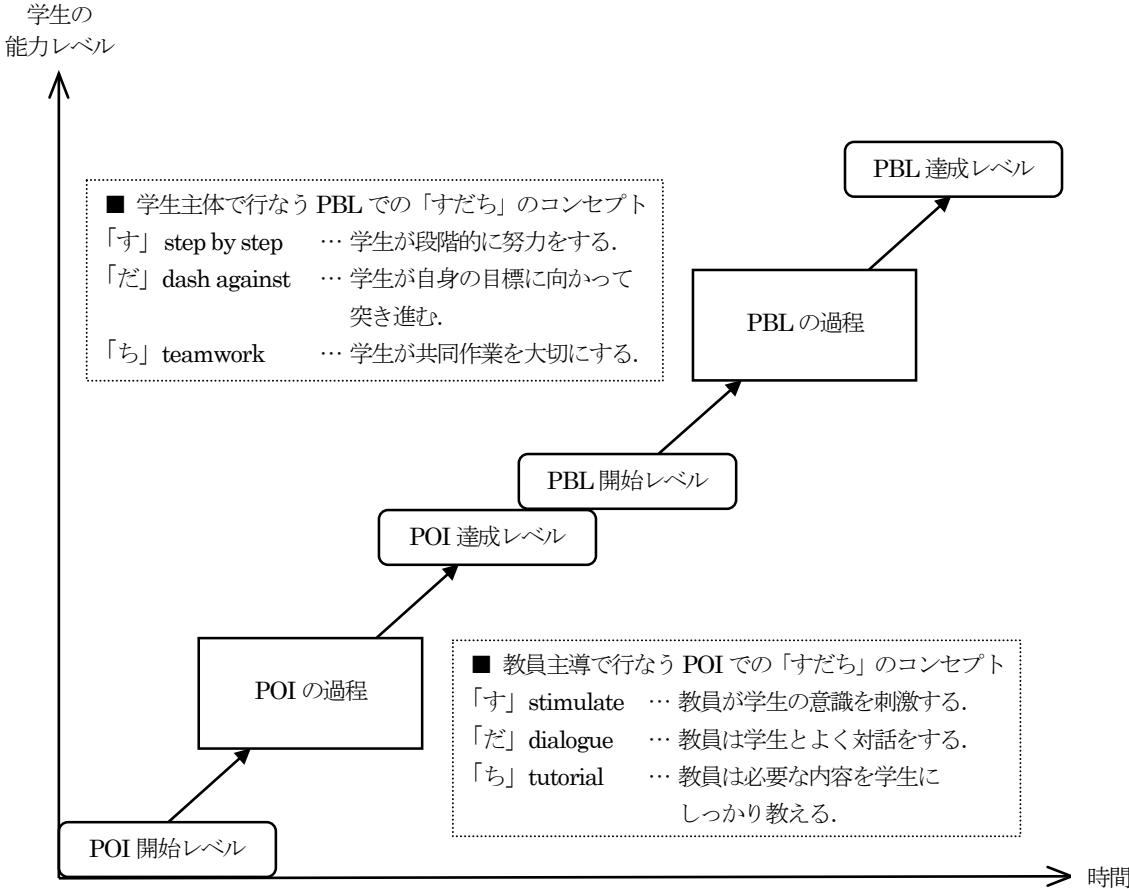 学生の
能力レベル
PBL 達成レベル
■ 学生主体で行なう PBL での「すだち」のコンセプト
「す」 step by step … 学生が段階的に努力をする.
「だ」 dash against … 学生が自身の目標に向かって
突き進む.
「ち」 teamwork … 学生が共同作業を大切にする.
PBL の過程
PBL 開始レベル
POI 達成レベル
POI の過程
■ 教員主導で行なう POI での「すだち」のコンセプト
「す」 stimulate … 教員が学生の意識を刺激する.
「だ」 dialogue … 教員は学生とよく対話をする.
「ち」 tutorial … 教員は必要な内容を学生に
しっかり教える.
POI 開始レベル
時間